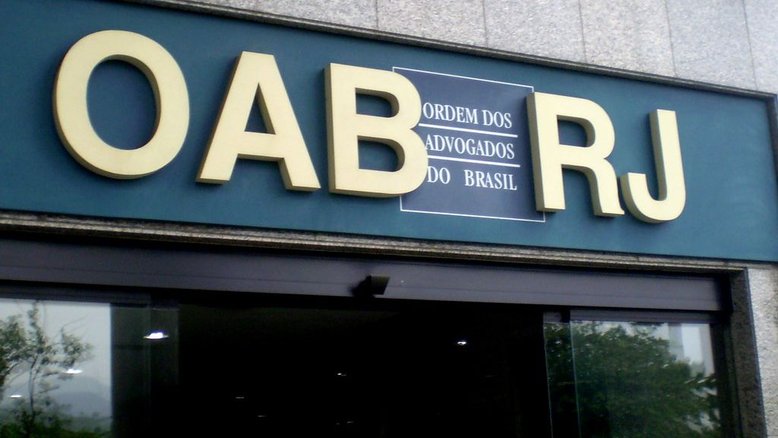 OAB RJ
ORDEM DOS
ADVOGADOS
DO BRASIL